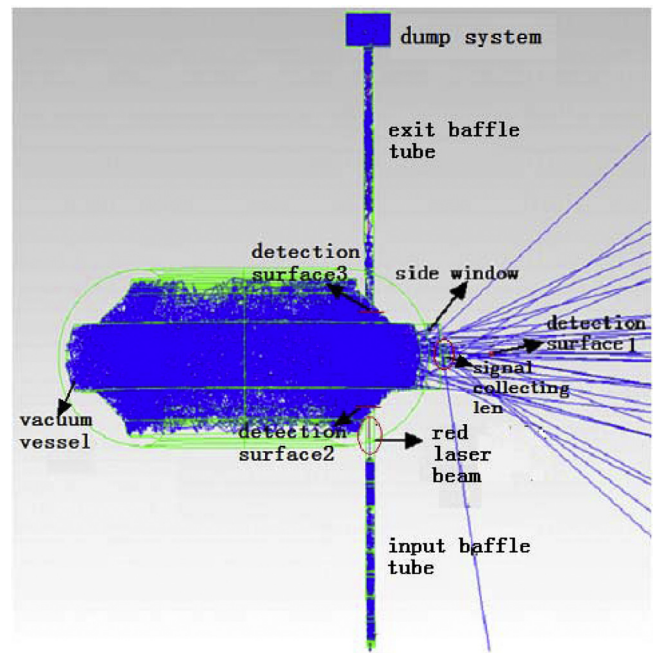 dump system
exit baffle
tube
detection
surface3
side window
detection
surface1
signal
collecting
len
vacuum
vessel
detection
surface2
red
laser
beam
input baffle
tube